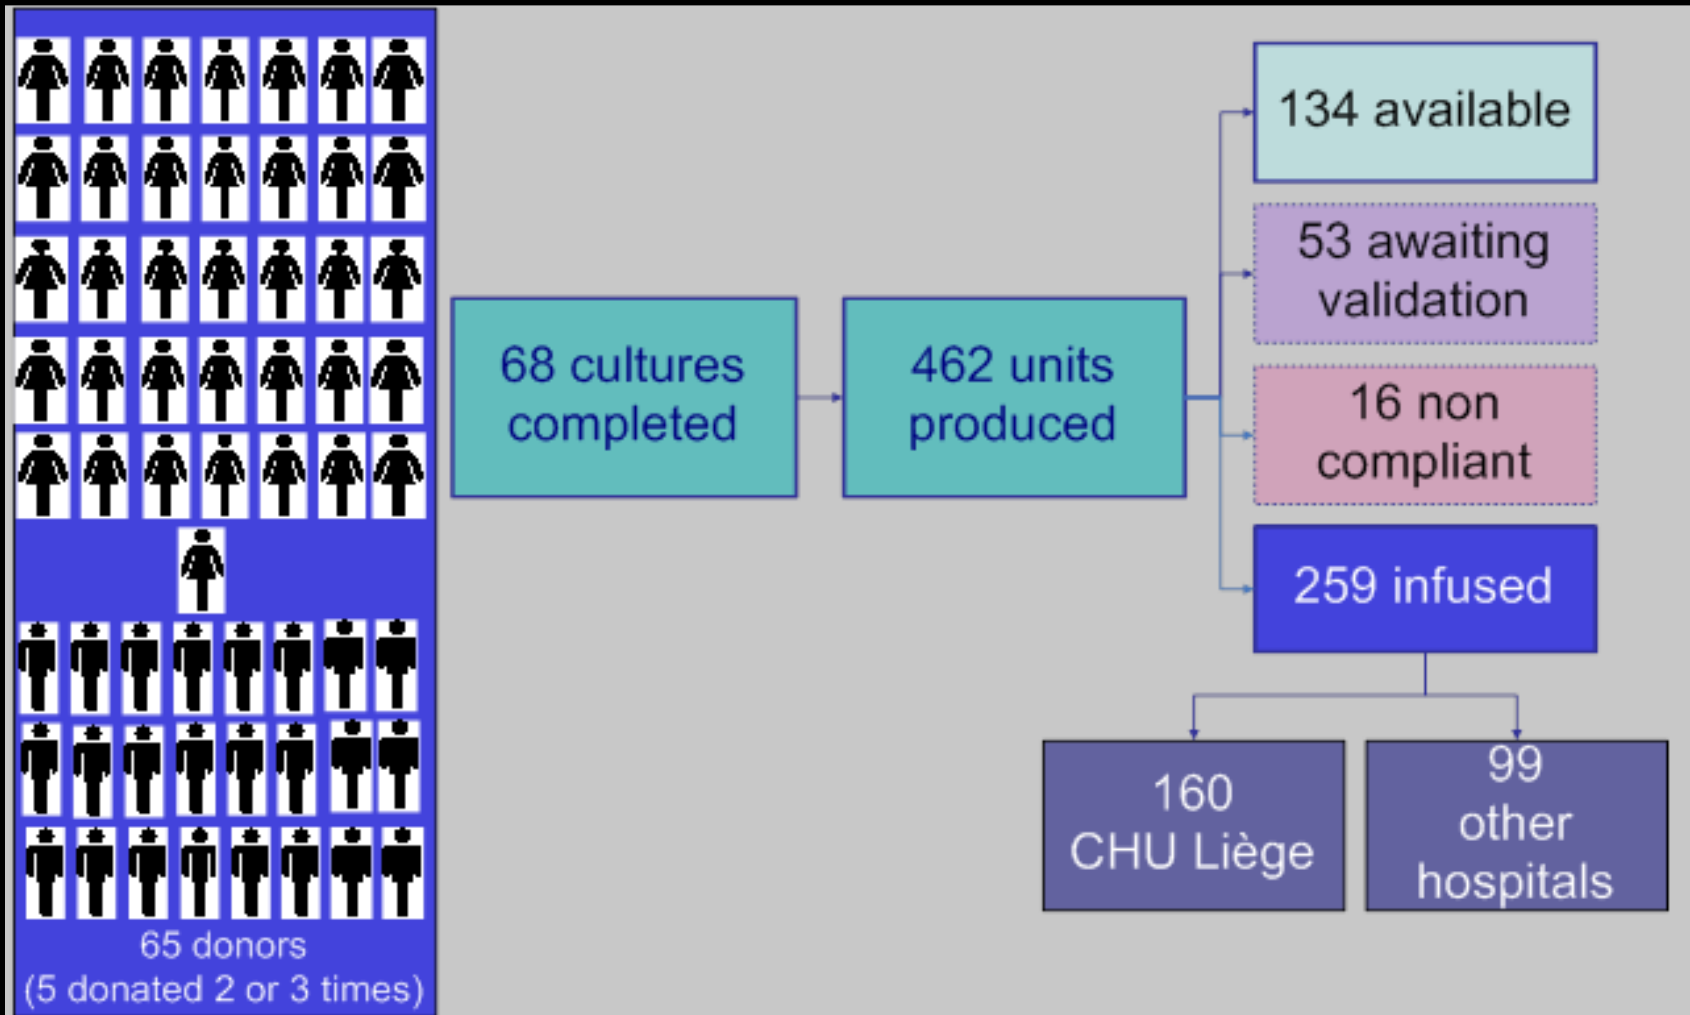 65 donors
(5 donated 2 or 3 times)
68 cultures
completed
462 units
produced
134 available
53 awaiting
validation
16 non
compliant
259 infused
160
CHU Liège
99
other
hospitals